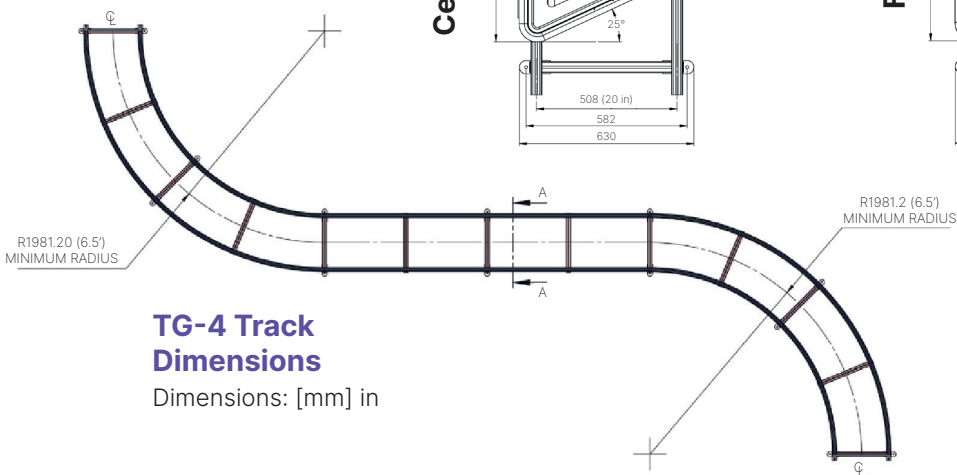 ℄
Ce
25°
508 (20 in)
582
630
A
R1981.2 (6.5')
MINIMUM RADIUS
R1981.20 (6.5')
MINIMUM RADIUS
A
TG-4 Track
Dimensions
Dimensions: [mm] in
℄